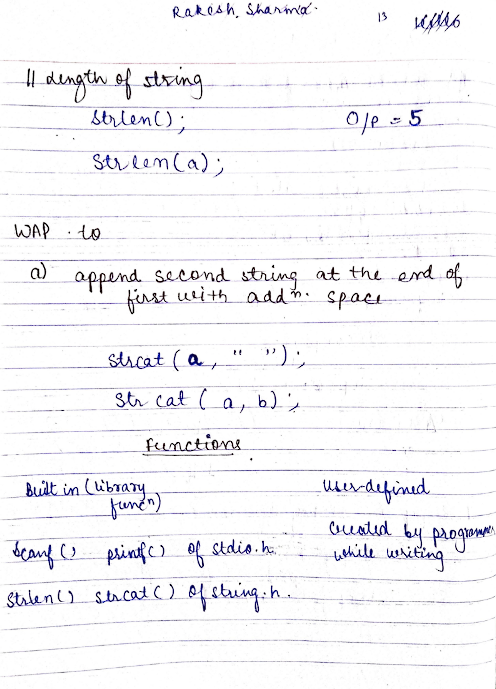 Rakesh Sharma.
13
// Length of string
Strlen(); O/P = 5
Strlen(a);
WAP to
a) append second string at the end of
first with addn. space
strcat (a, " ");
Str cat (a, b);
Functions
Built in (library User-defined
funcn)
Scanf() printf() of stdio.h. created by programmer
while writing
Strlen() strcat() of string.h.